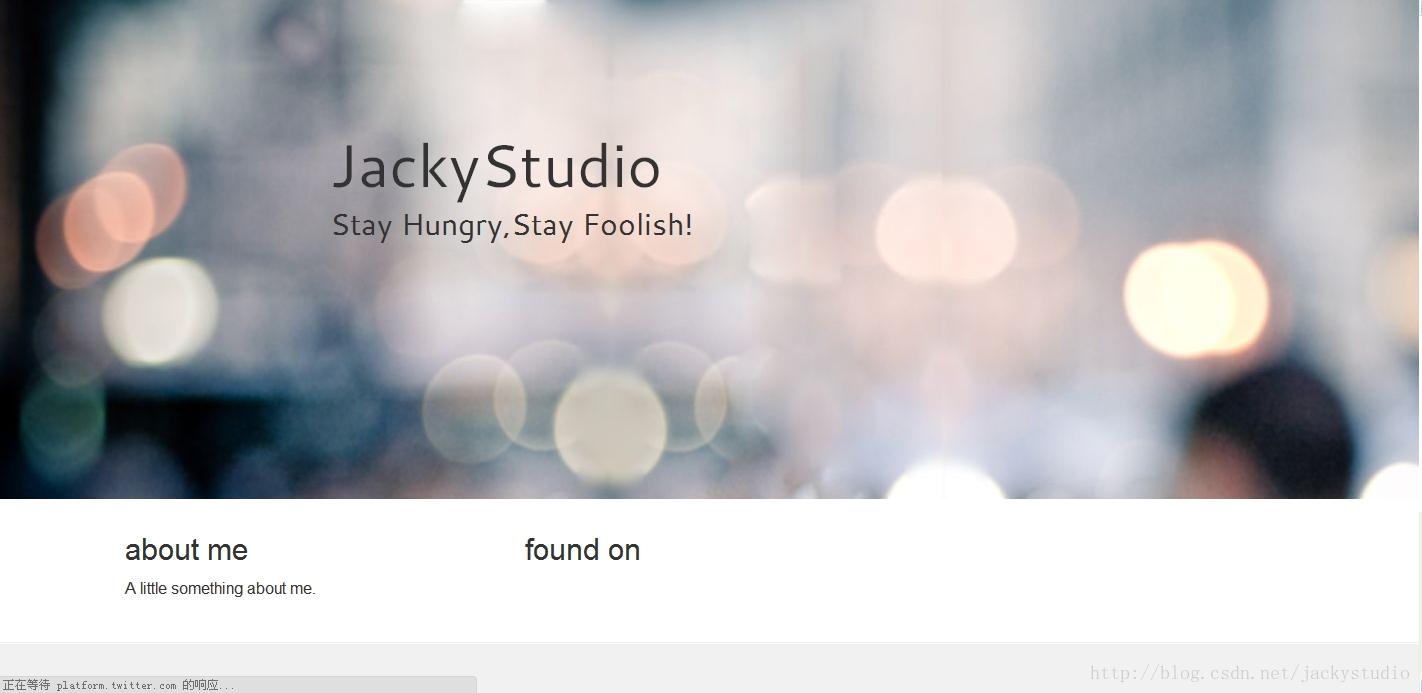 JackyStudio
Stay Hungry,Stay Foolish!
about me
found on
A little something about me.
http://blog.csdn.net/jackystudio
正在等待 platform.twitter.com 的响应...